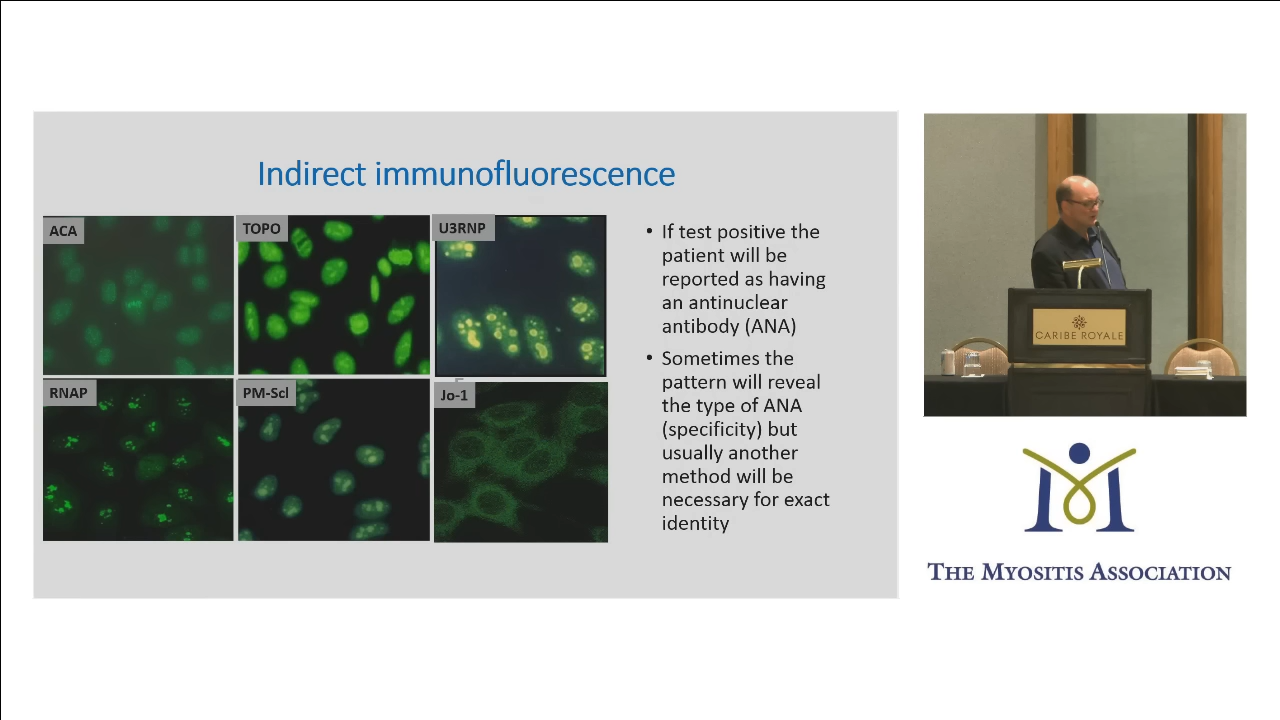 Indirect immunofluorescence
ACA
TOPO
U3RNP
RNAP
PM-Scl
Jo-1
• If test positive the
patient will be
reported as having
an antinuclear
antibody (ANA)
• Sometimes the
pattern will reveal
the type of ANA
(specificity) but
usually another
method will be
necessary for exact
identity
CARIBE ROYALE
THE MYOSITIS ASSOCIATION